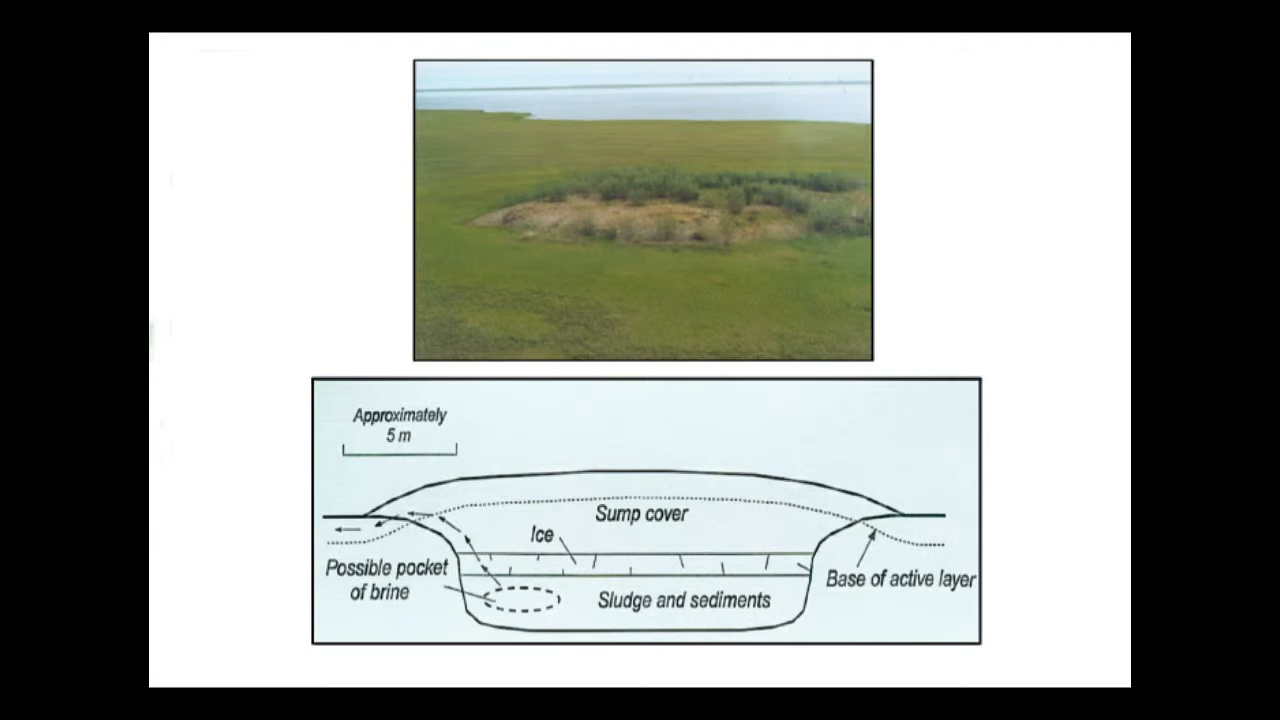 Approximately
5 m
Sump cover
Ice
Possible pocket
of brine
Sludge and sediments
Base of active layer